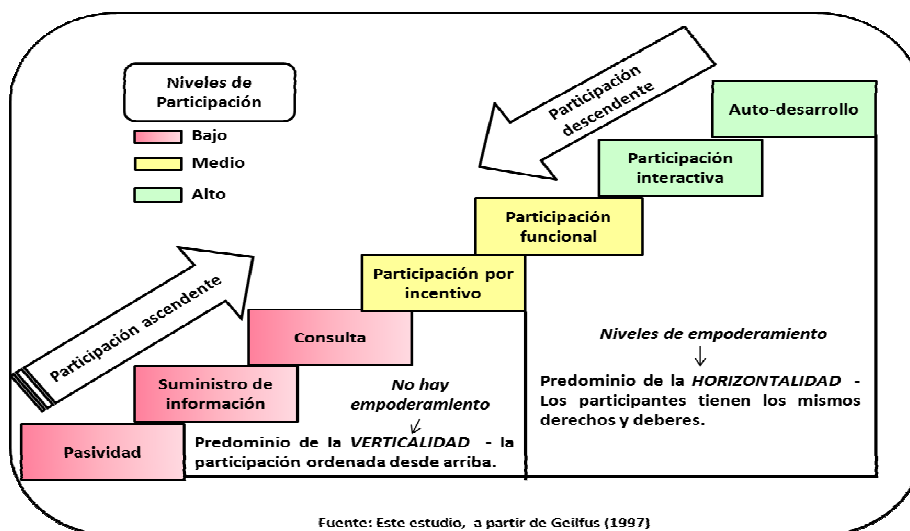 Niveles de
Participación
Bajo
Medio
Alto
Participación
descendente
Auto-desarrollo
Participación
interactiva
Participación
funcional
Participación por
incentivo
Participación ascendente
Consulta
Suministro de
información
Pasividad
No hay
empoderamiento
Predominio de la VERTICALIDAD - la
participación ordenada desde arriba.
Niveles de empoderamiento
Predominio de la HORIZONTALIDAD -
Los participantes tienen los mismos
derechos y deberes.
Fuente: Este estudio, a partir de Geilfus (1997)